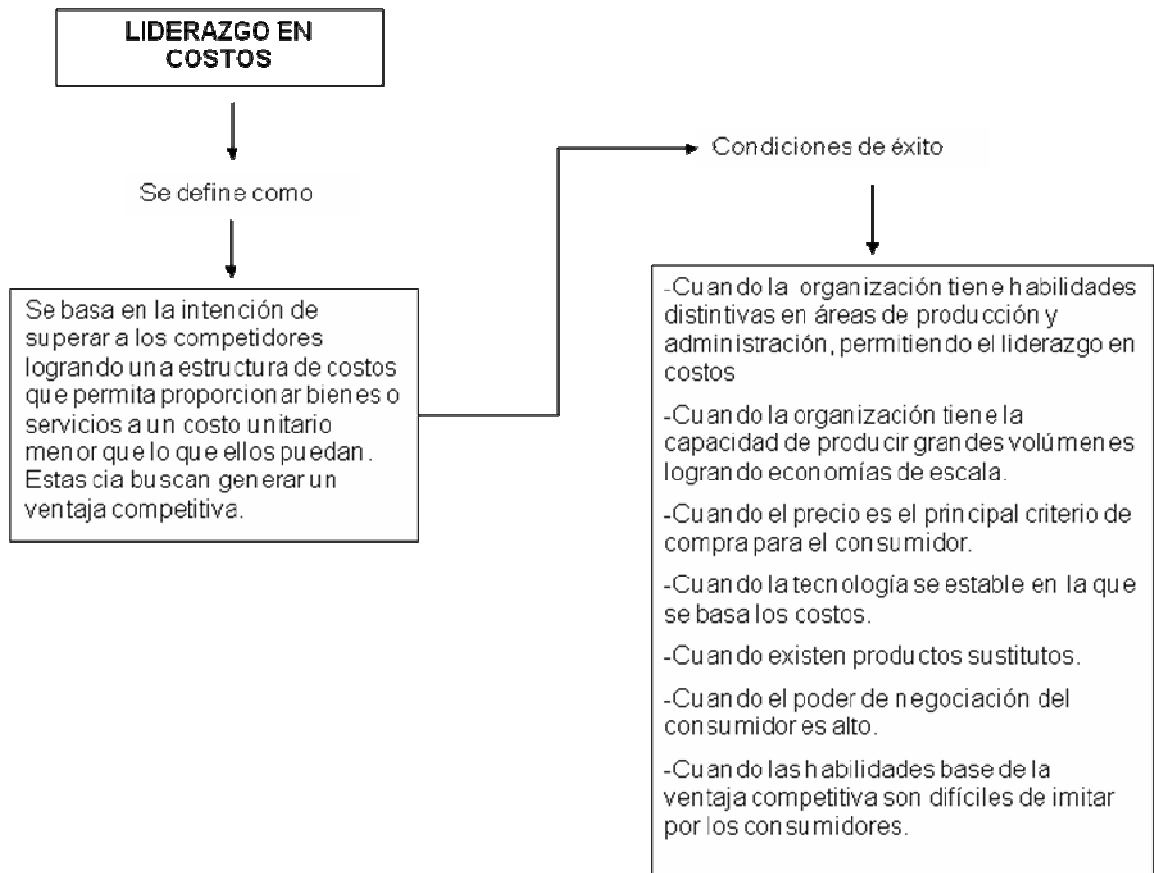 LIDERAZGO EN
COSTOS
Se define como
Se basa en la intención de
superar a los competidores
logrando una estructura de costos
que permita proporcionar bienes o
servicios a un costo unitario
menor que lo que ellos puedan.
Estas cia buscan generar un
ventaja competitiva.
Condiciones de éxito
-Cuando la organización tiene habilidades
distintivas en áreas de producción y
administración, permitiendo el liderazgo en
costos
-Cuando la organización tiene la
capacidad de producir grandes volúmenes
logrando economías de escala.
-Cuando el precio es el principal criterio de
compra para el consumidor.
-Cuando la tecnología se estable en la que
se basa los costos.
-Cuando existen productos sustitutos.
-Cuando el poder de negociación del
consumidor es alto.
-Cuando las habilidades base de la
ventaja competitiva son difíciles de imitar
por los consumidores.